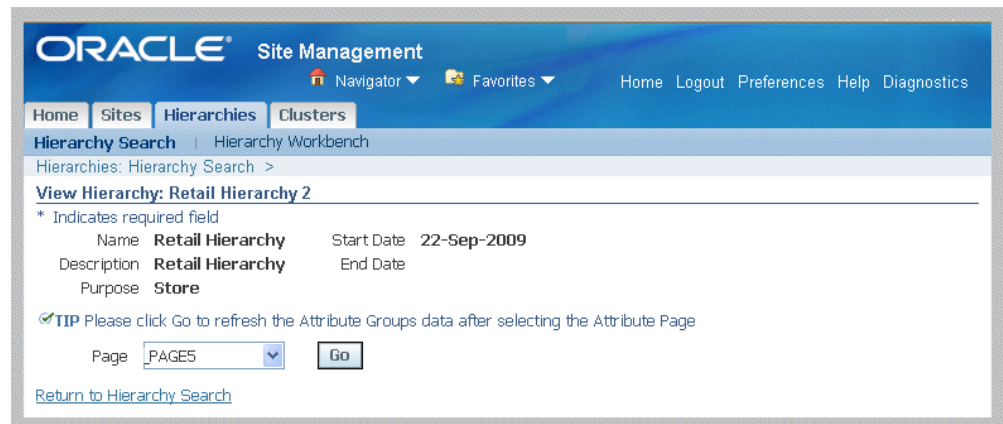 ORACLE® Site Management
Navigator Favorites Home Logout Preferences Help Diagnostics
Home Sites Hierarchies Clusters
Hierarchy Search | Hierarchy Workbench
Hierarchies: Hierarchy Search >
View Hierarchy: Retail Hierarchy 2
* Indicates required field
Name Retail Hierarchy Start Date 22-Sep-2009
Description Retail Hierarchy End Date
Purpose Store
TIP Please click Go to refresh the Attribute Groups data after selecting the Attribute Page
Page _PAGE5 Go
Return to Hierarchy Search